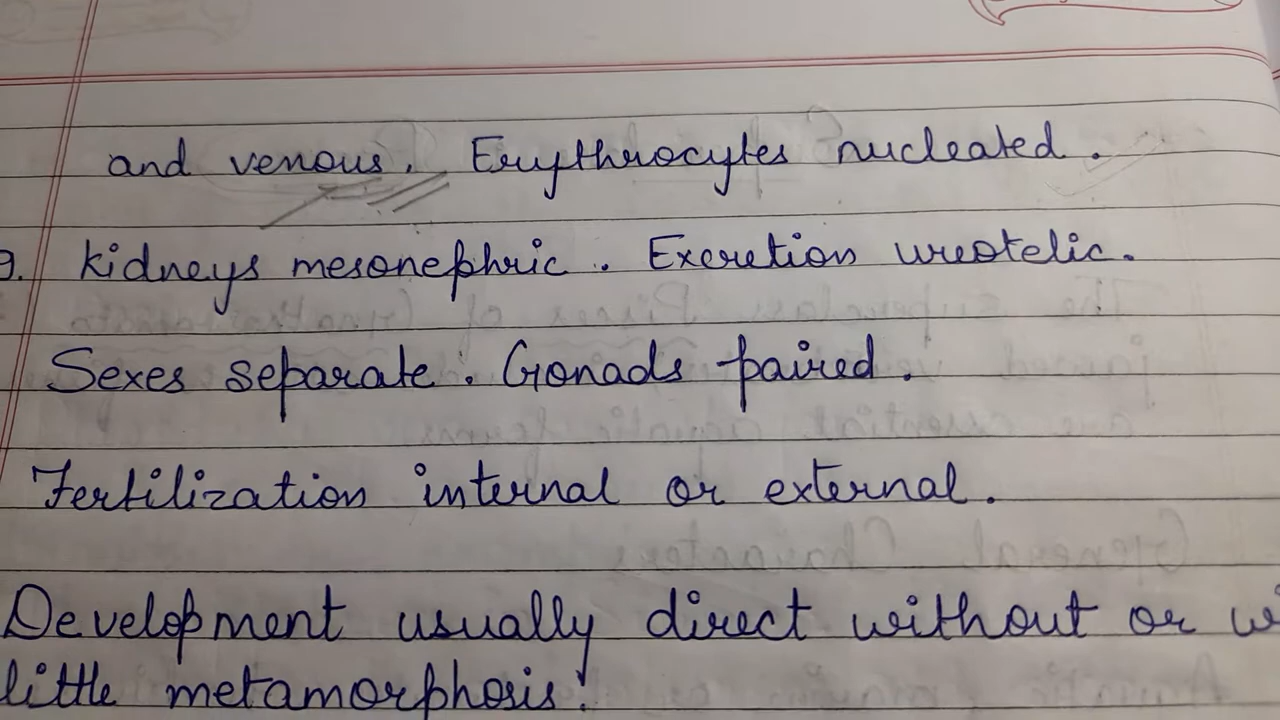 and venous. Erythrocytes nucleated.
9. kidneys mesonephric. Excretion ureotelic.
Sexes separate. Gonads paired.
Fertilization internal or external.
Development usually direct without or
little metamorphosis.